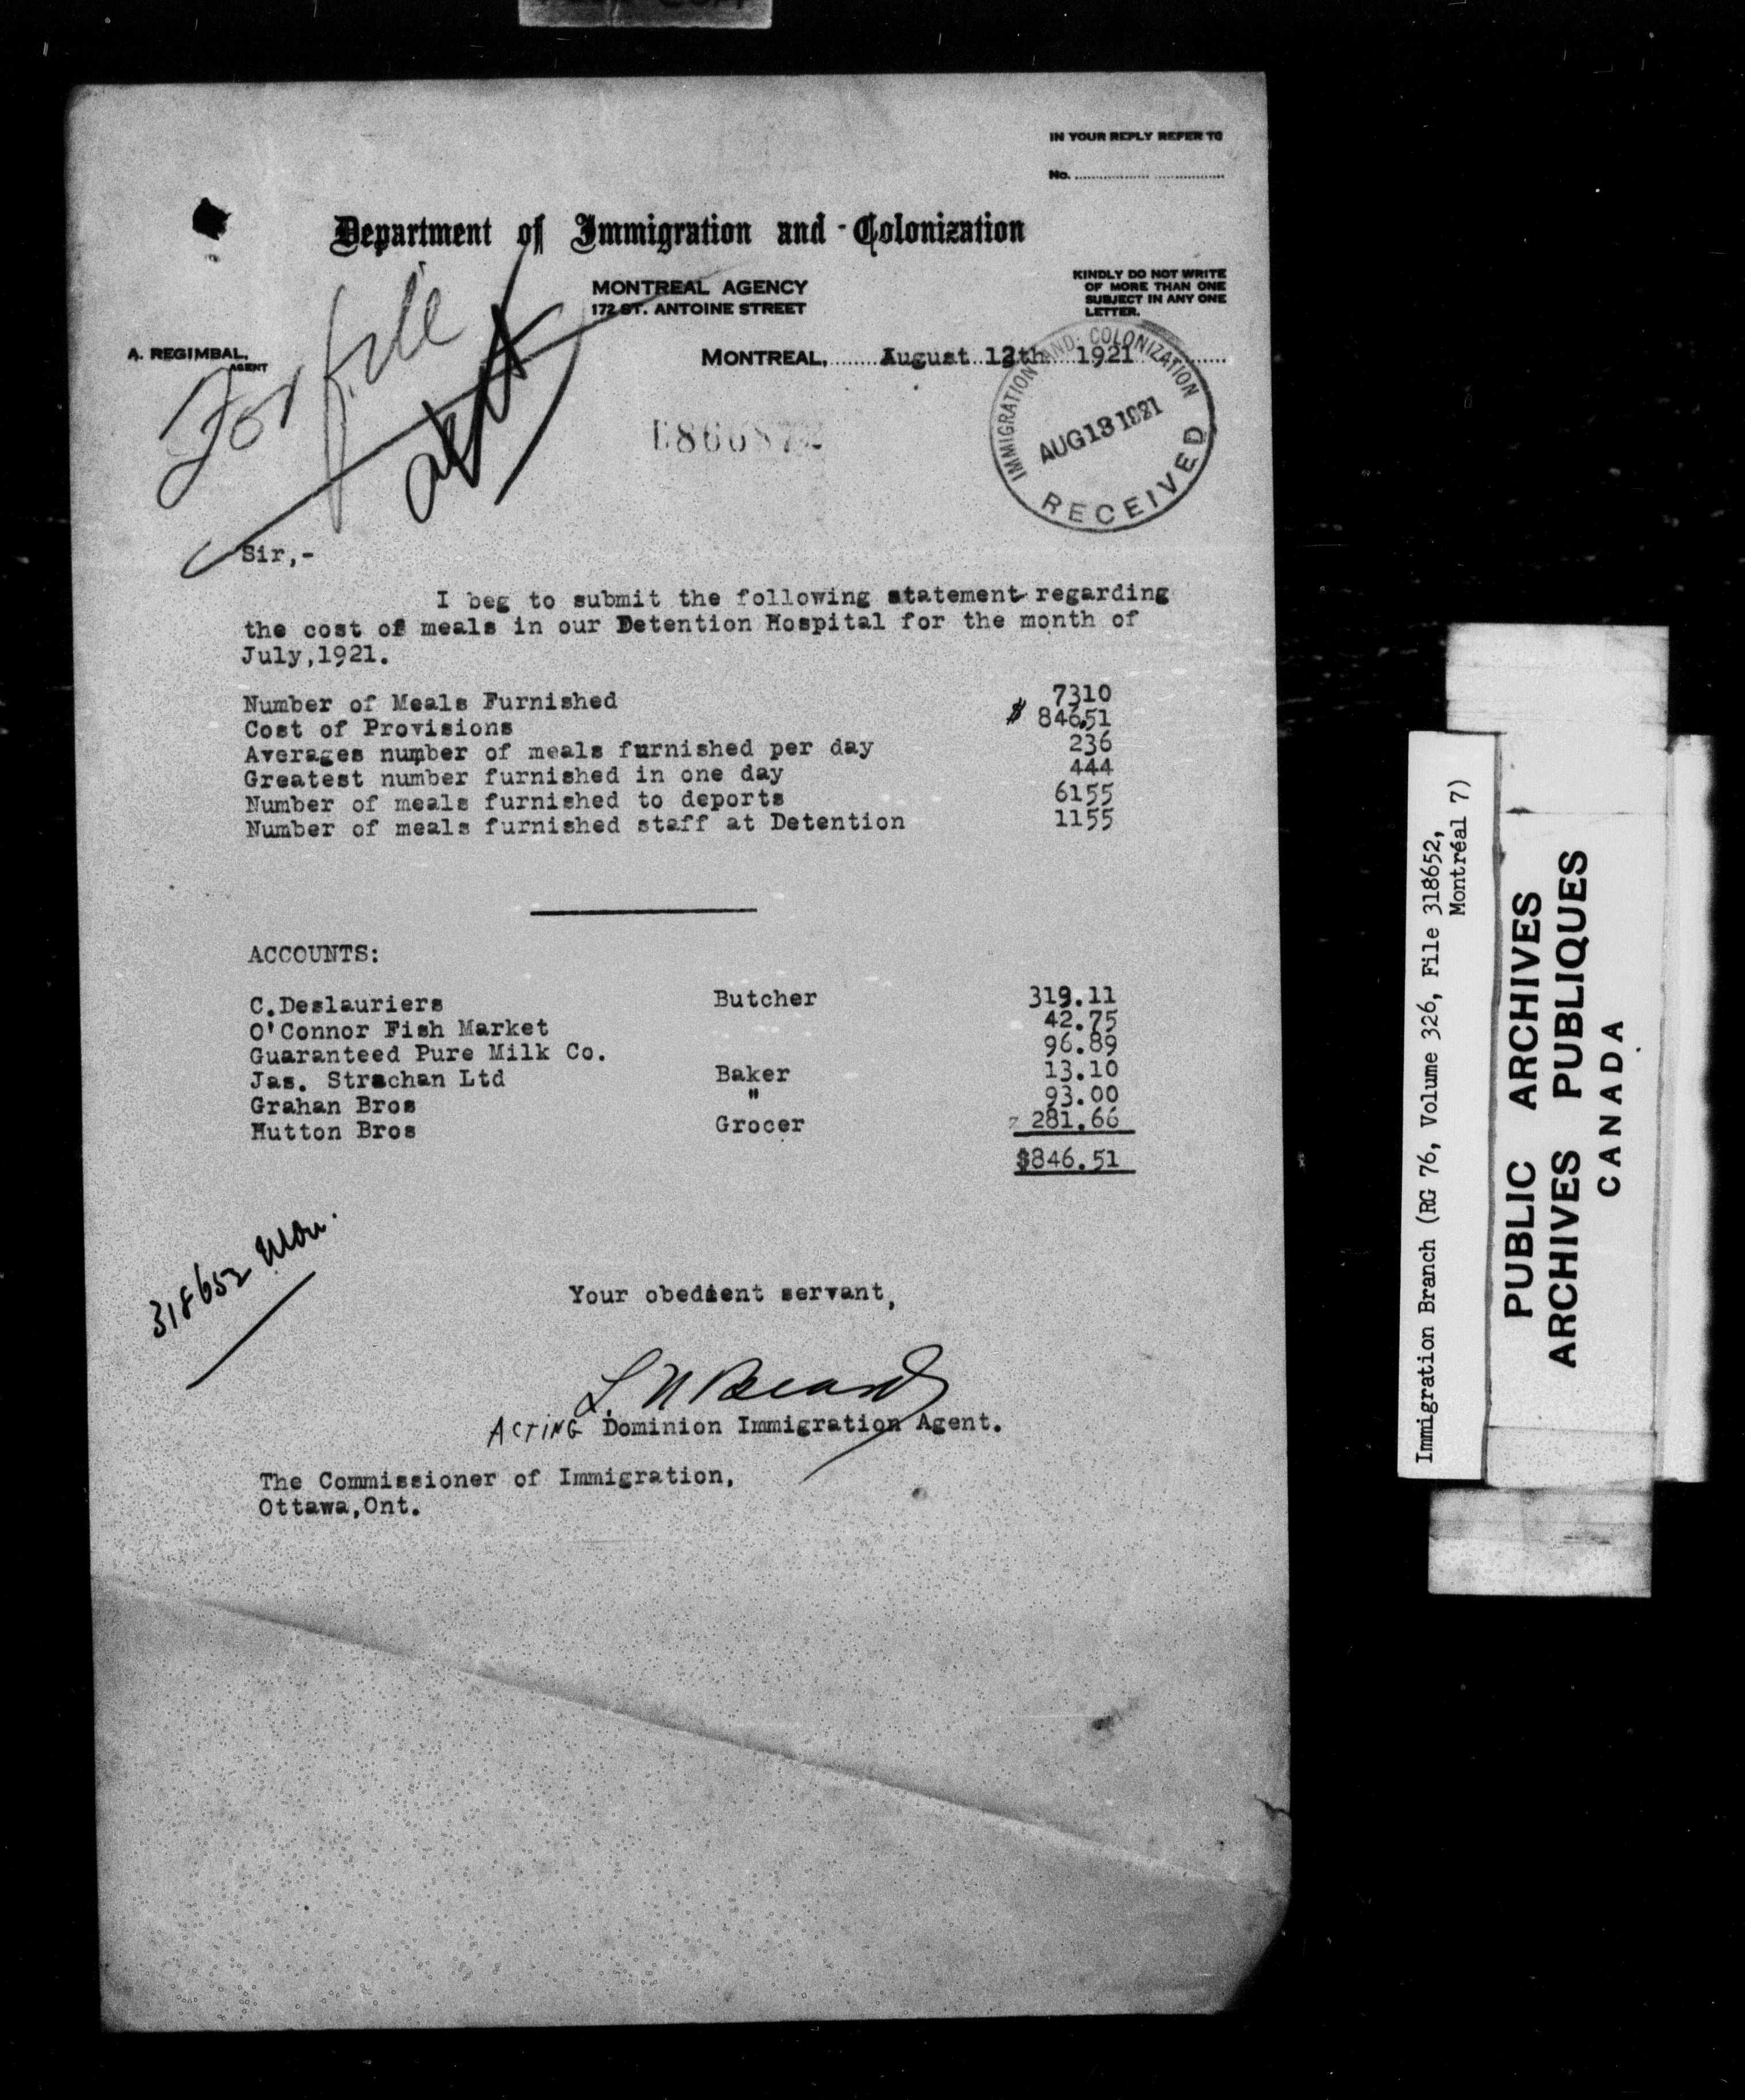 IN YOUR REPLY REFER TO
No. ..................................
Department of Immigration and Colonization
MONTREAL AGENCY
172 ST. ANTOINE STREET
KINDLY DO NOT WRITE
OF MORE THAN ONE
SUBJECT IN ANY ONE
LETTER.
A. REGIMBAL,
AGENT
MONTREAL, August 12th 1921
For file
IMMIGRATION AND COLONIZATION
AUG 13 1921
RECEIVED
Sir,-
I beg to submit the following statement regarding
the cost of meals in our Detention Hospital for the month of
July,1921.
Number of Meals Furnished 7310
Cost of Provisions $ 846.51
Averages number of meals furnished per day 236
Greatest number furnished in one day 444
Number of meals furnished to deports 6155
Number of meals furnished staff at Detention 1155
ACCOUNTS:
C.Deslauriers Butcher 319.11
O'Connor Fish Market 42.75
Guaranteed Pure Milk Co. 96.89
Jas. Strachan Ltd Baker 13.10
Grahan Bros " 93.00
Hutton Bros Grocer 281.66
$846.51
318652 Mon.
Your obedient servant,
L. N Beard
ACTING Dominion Immigration Agent.
The Commissioner of Immigration,
Ottawa,Ont.
Immigration Branch (RG 76, Volume 326, File 318652,
Montréal 7)
PUBLIC ARCHIVES
ARCHIVES PUBLIQUES
CANADA